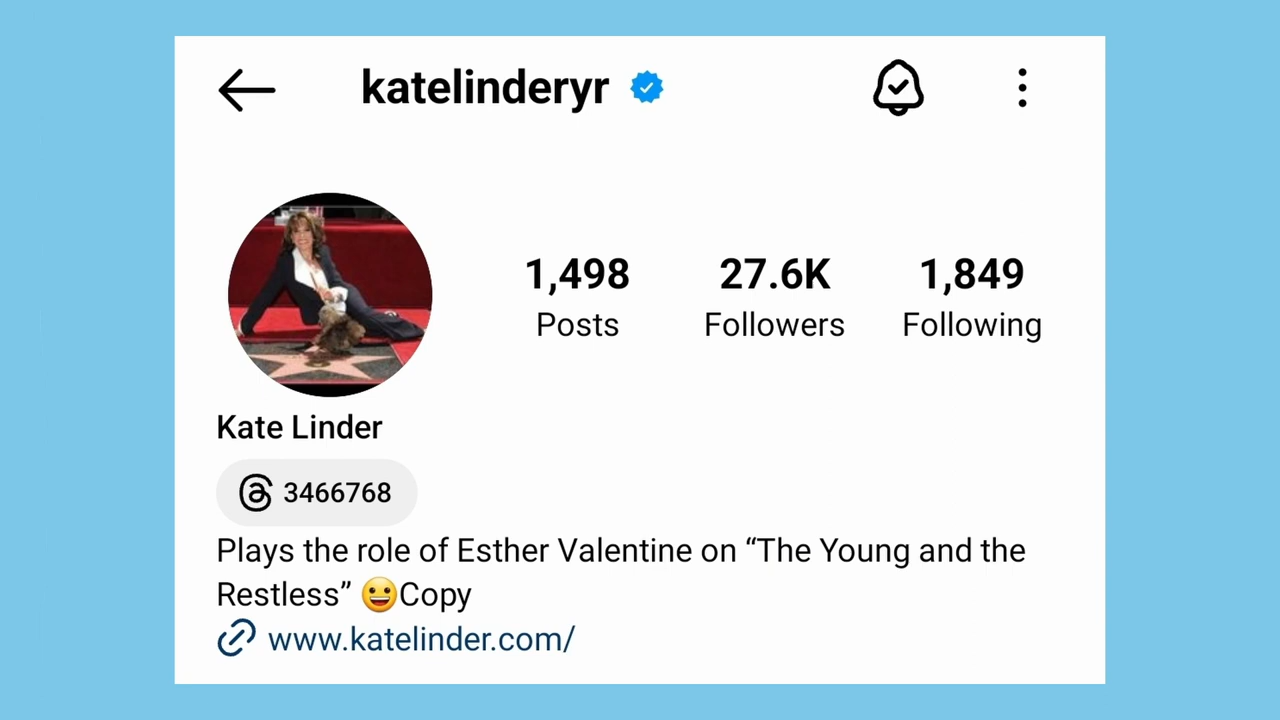 katelinderyr
1,498 27.6K 1,849
Posts Followers Following
Kate Linder
3466768
Plays the role of Esther Valentine on “The Young and the
Restless” 😀Copy
www.katelinder.com/